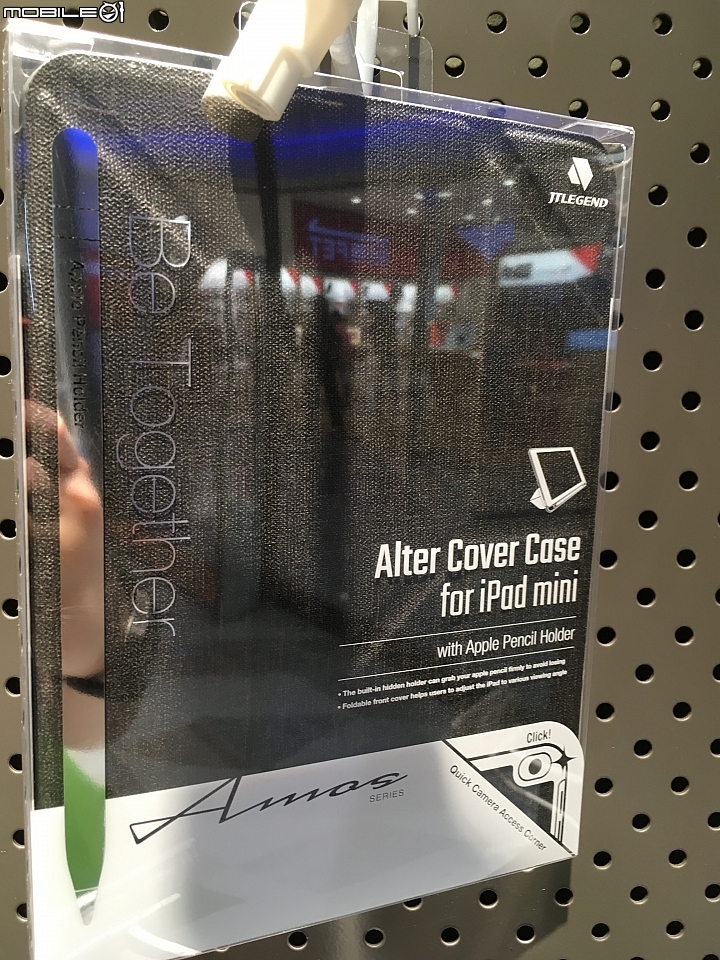 MOBILE01
JTLEGEND
Be Together
Apple Pencil Holder
Alter Cover Case
for iPad mini
with Apple Pencil Holder
• The built-in hidden holder can grab your apple pencil firmly to avoid losing
• Foldable front cover helps users to adjust the iPad to various viewing angle
Click!
Quick Camera Access Corner
Amos
SERIES